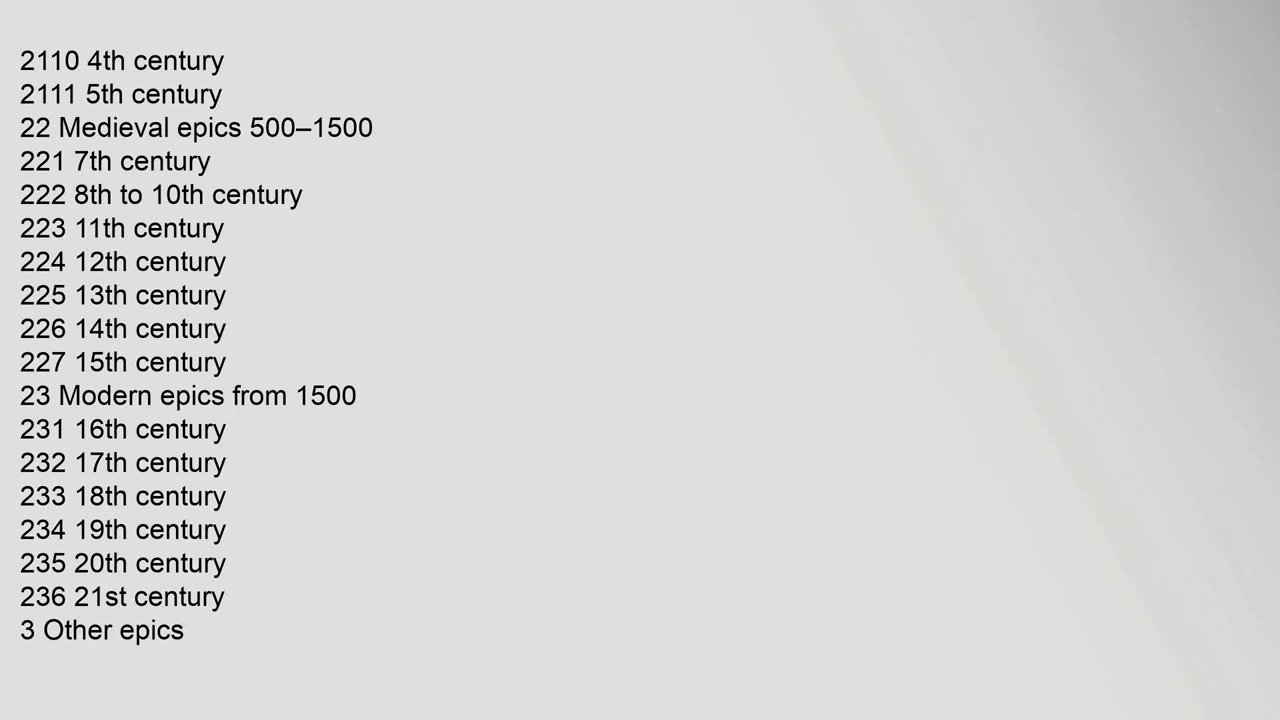 2110 4th century
2111 5th century
22 Medieval epics 500–1500
221 7th century
222 8th to 10th century
223 11th century
224 12th century
225 13th century
226 14th century
227 15th century
23 Modern epics from 1500
231 16th century
232 17th century
233 18th century
234 19th century
235 20th century
236 21st century
3 Other epics